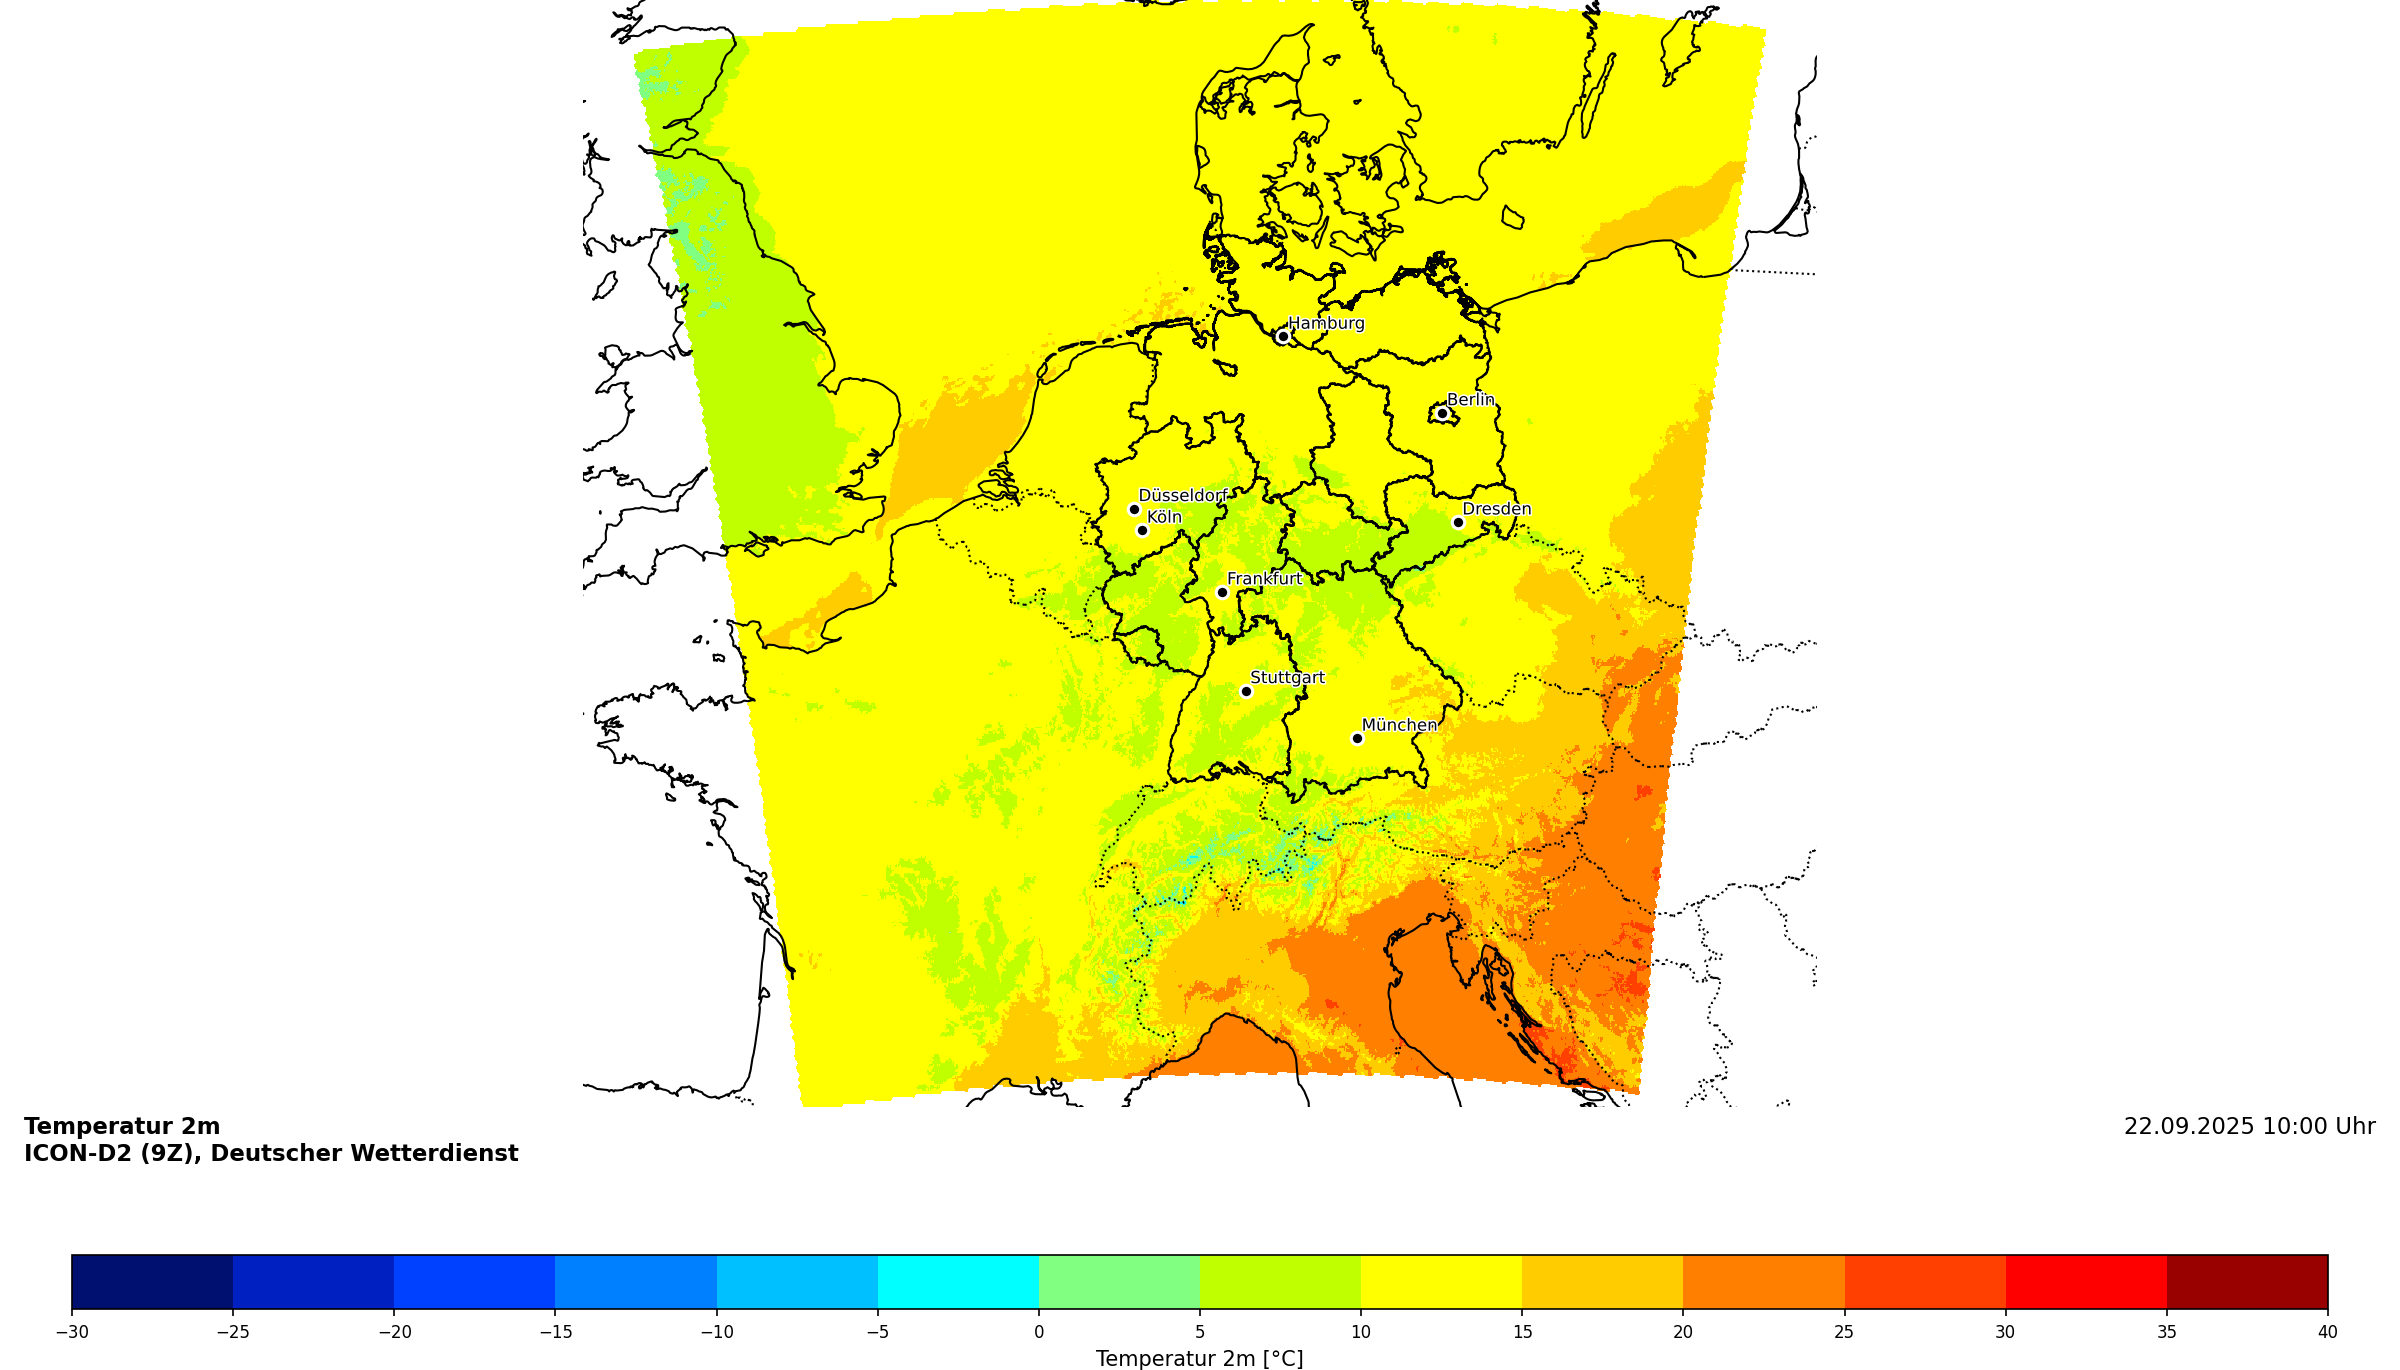 Hamburg
Berlin
Düsseldorf
Köln
Dresden
Frankfurt
Stuttgart
München
Temperatur 2m
ICON-D2 (9Z), Deutscher Wetterdienst
22.09.2025 10:00 Uhr
−30 −25 −20 −15 −10 −5 0 5 10 15 20 25 30 35 40
Temperatur 2m [°C]